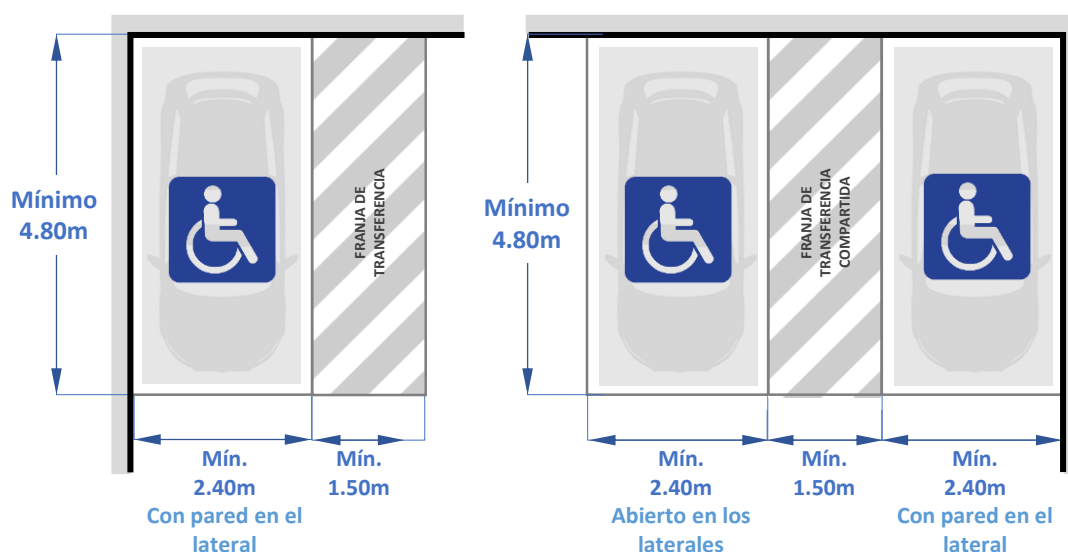 Mínimo
4.80m
FRANJA DE
TRANSFERENCIA
Mín.
2.40m
Con pared en el
lateral
Mín.
1.50m
Mínimo
4.80m
FRANJA DE
TRANSFERENCIA
COMPARTIDA
Mín.
2.40m
Abierto en los
laterales
Mín.
1.50m
Mín.
2.40m
Con pared en el
lateral